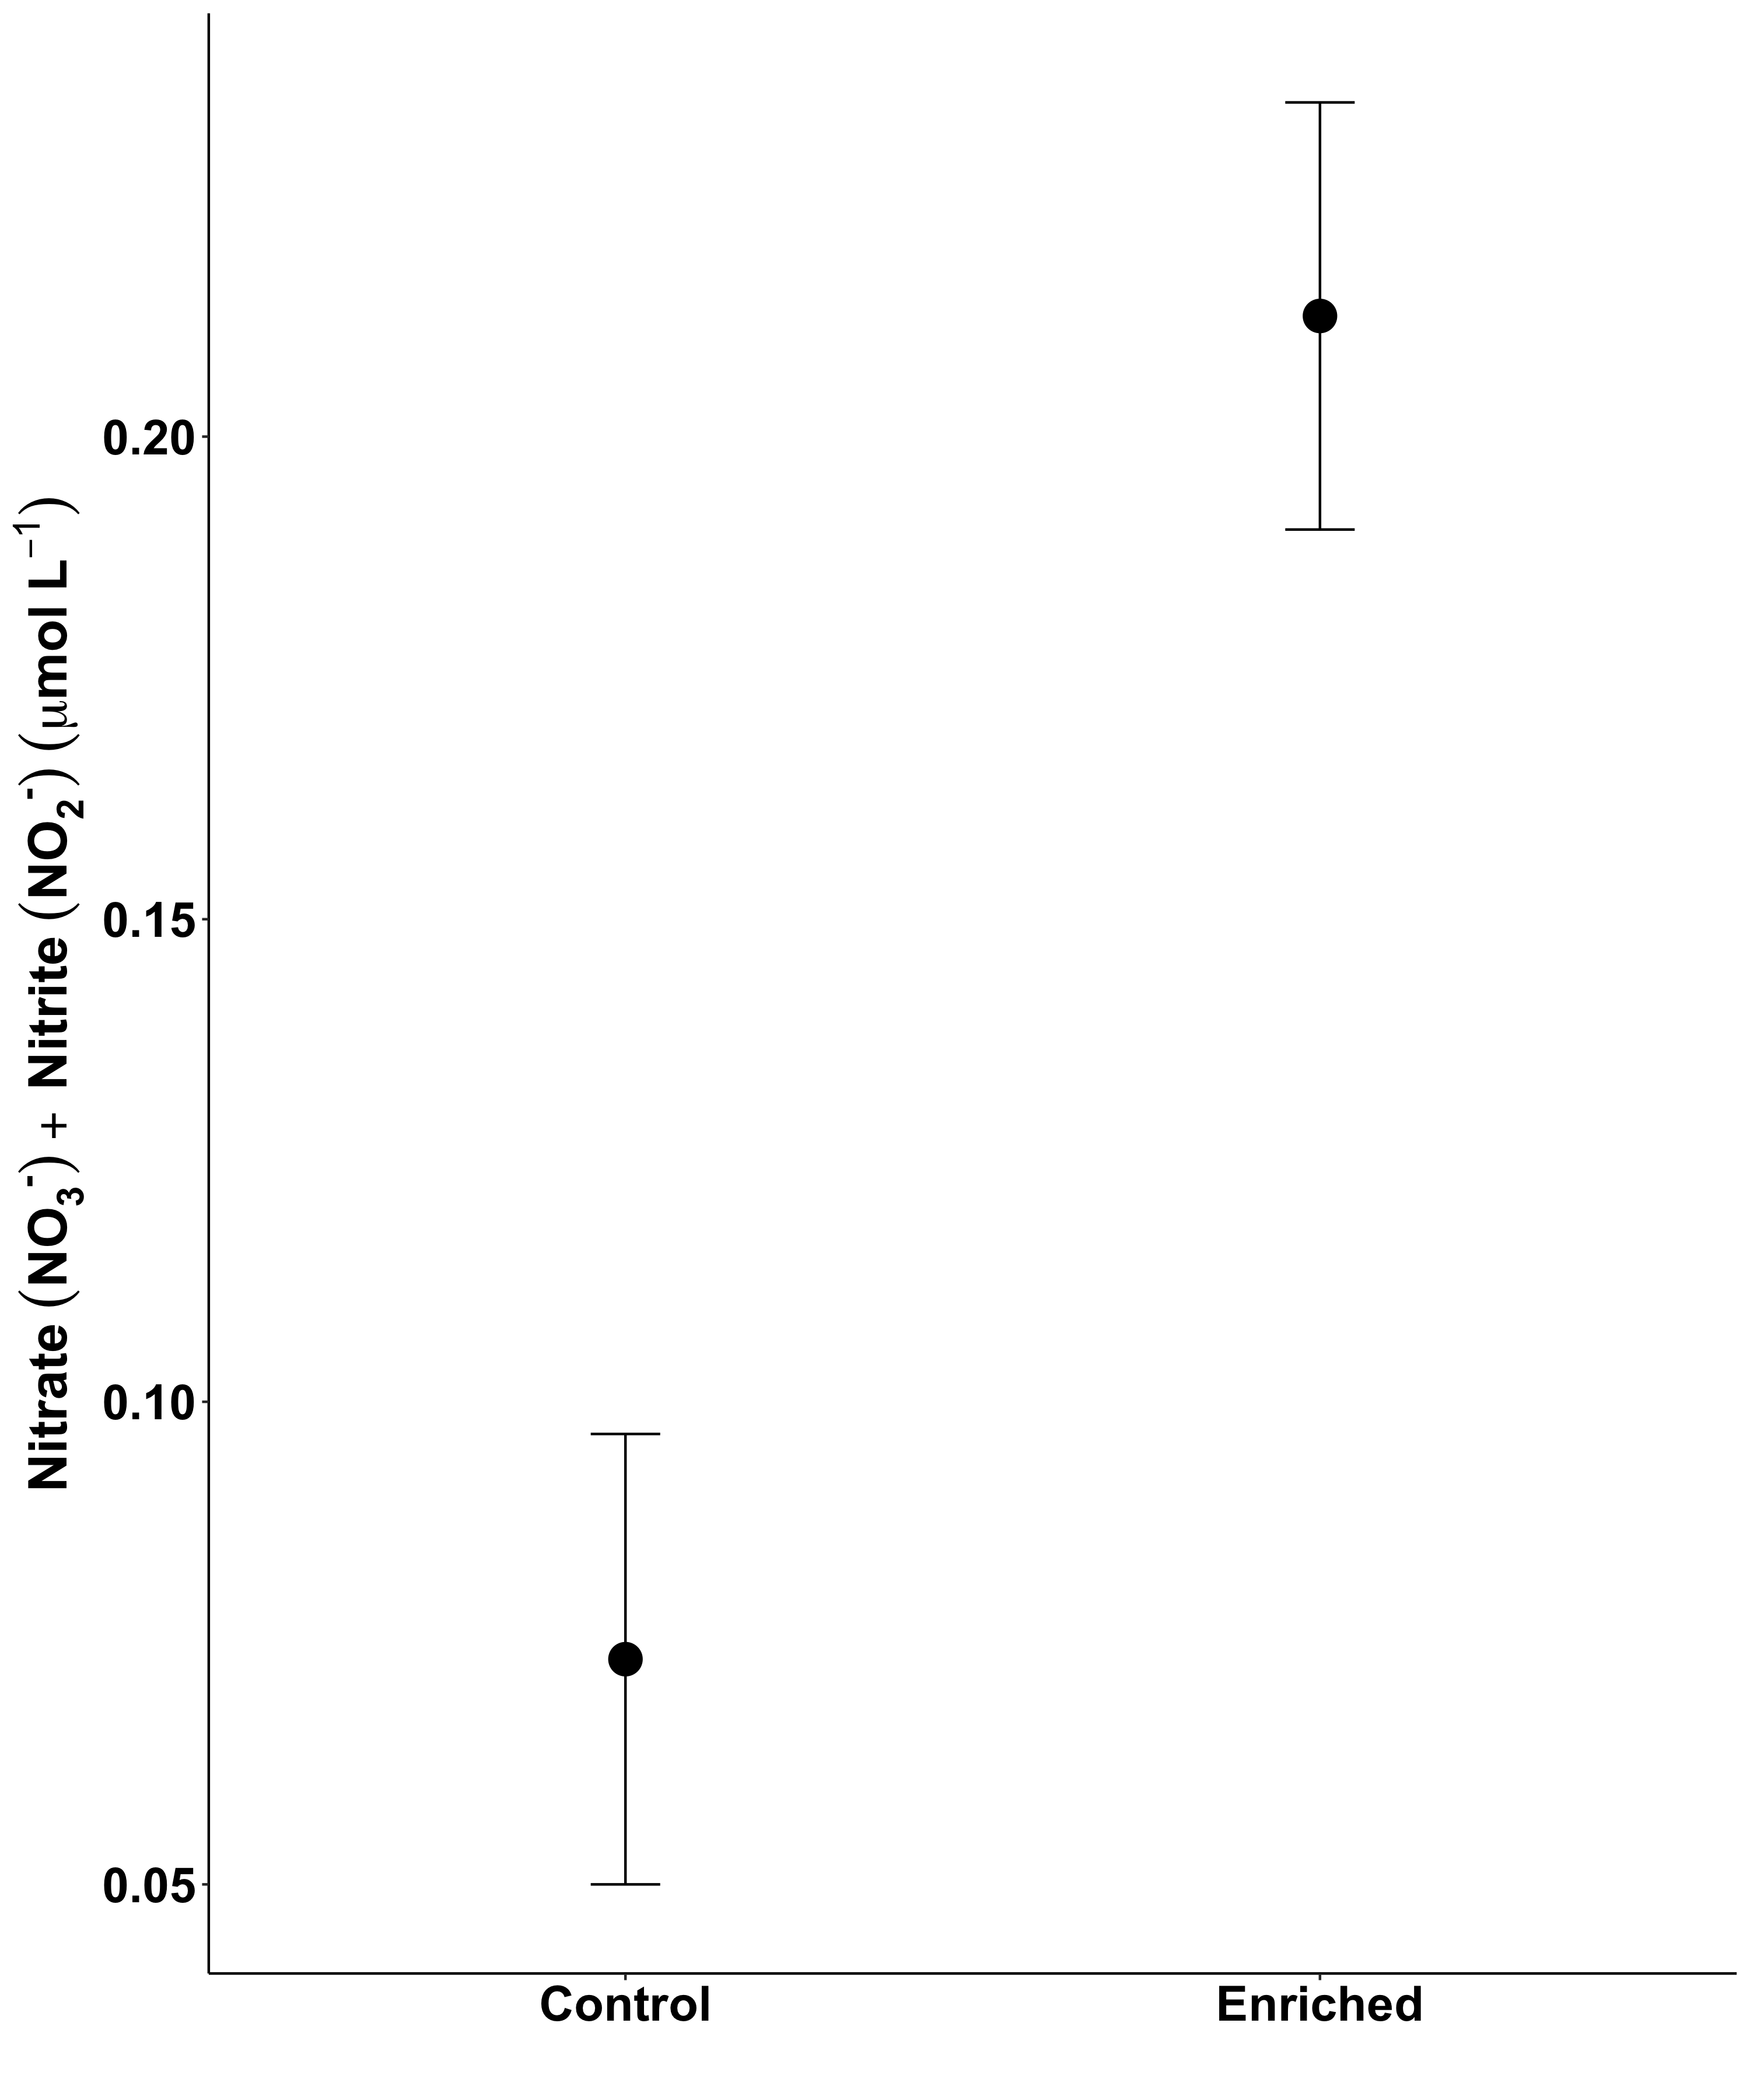 Nitrate (NO₃⁻) + Nitrite (NO₂⁻) (μmol L⁻¹)
0.20
0.15
0.10
0.05
Control Enriched